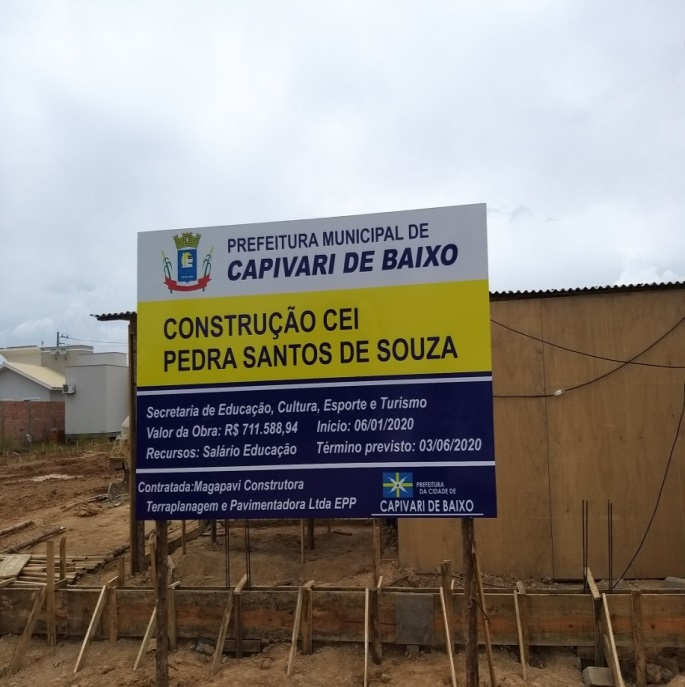 PREFEITURA MUNICIPAL DE
CAPIVARI DE BAIXO
CONSTRUÇÃO CEI
PEDRA SANTOS DE SOUZA
Secretaria de Educação, Cultura, Esporte e Turismo
Valor da Obra: R$ 711.588,94 Início: 06/01/2020
Recursos: Salário Educação Término previsto: 03/06/2020
Contratada:Magapavi Construtora
Terraplanagem e Pavimentadora Ltda EPP
PREFEITURA
DA CIDADE DE
CAPIVARI DE BAIXO